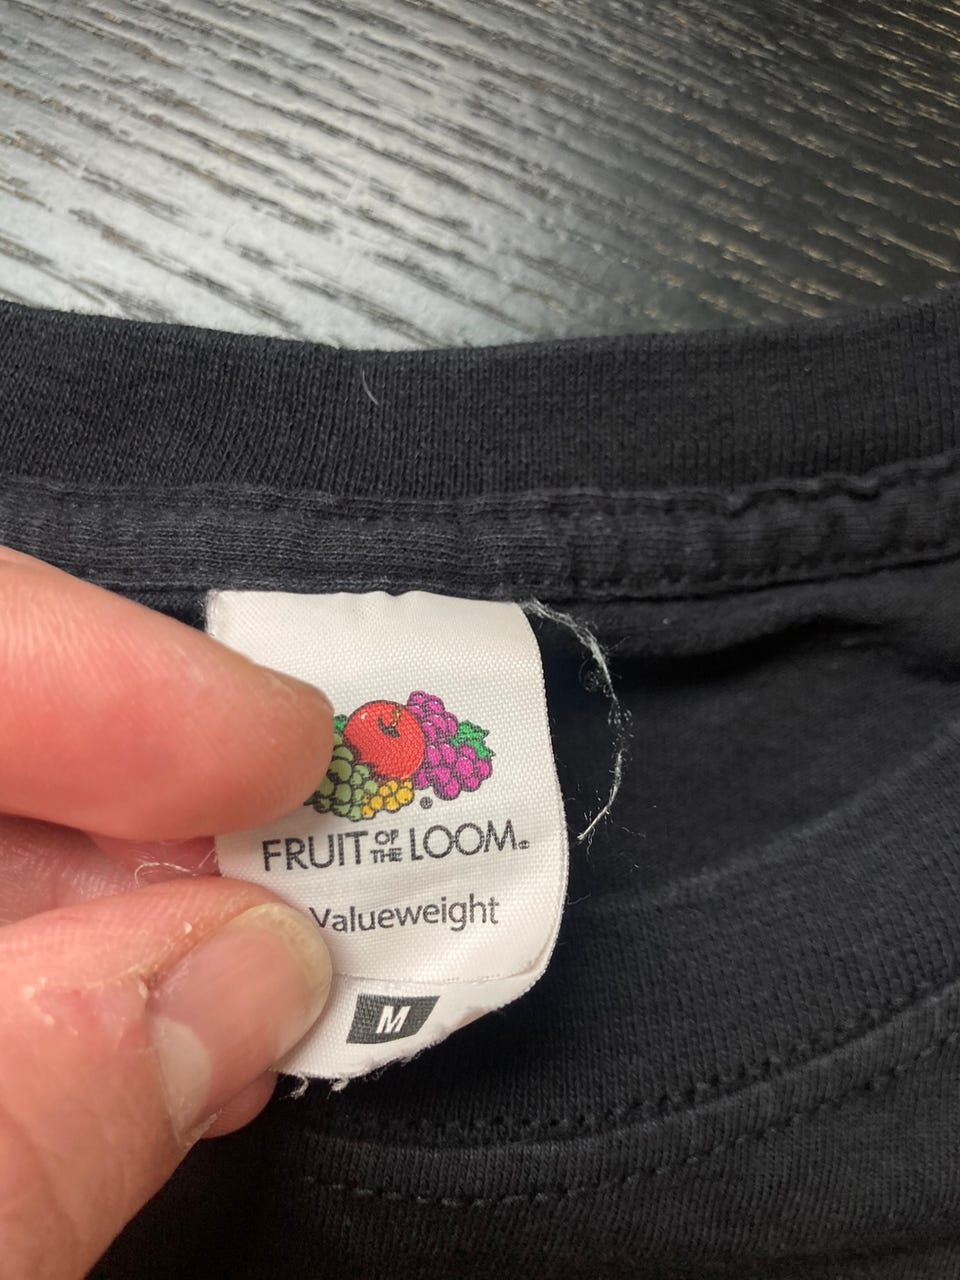 FRUIT OF THE LOOM®
Valueweight
M